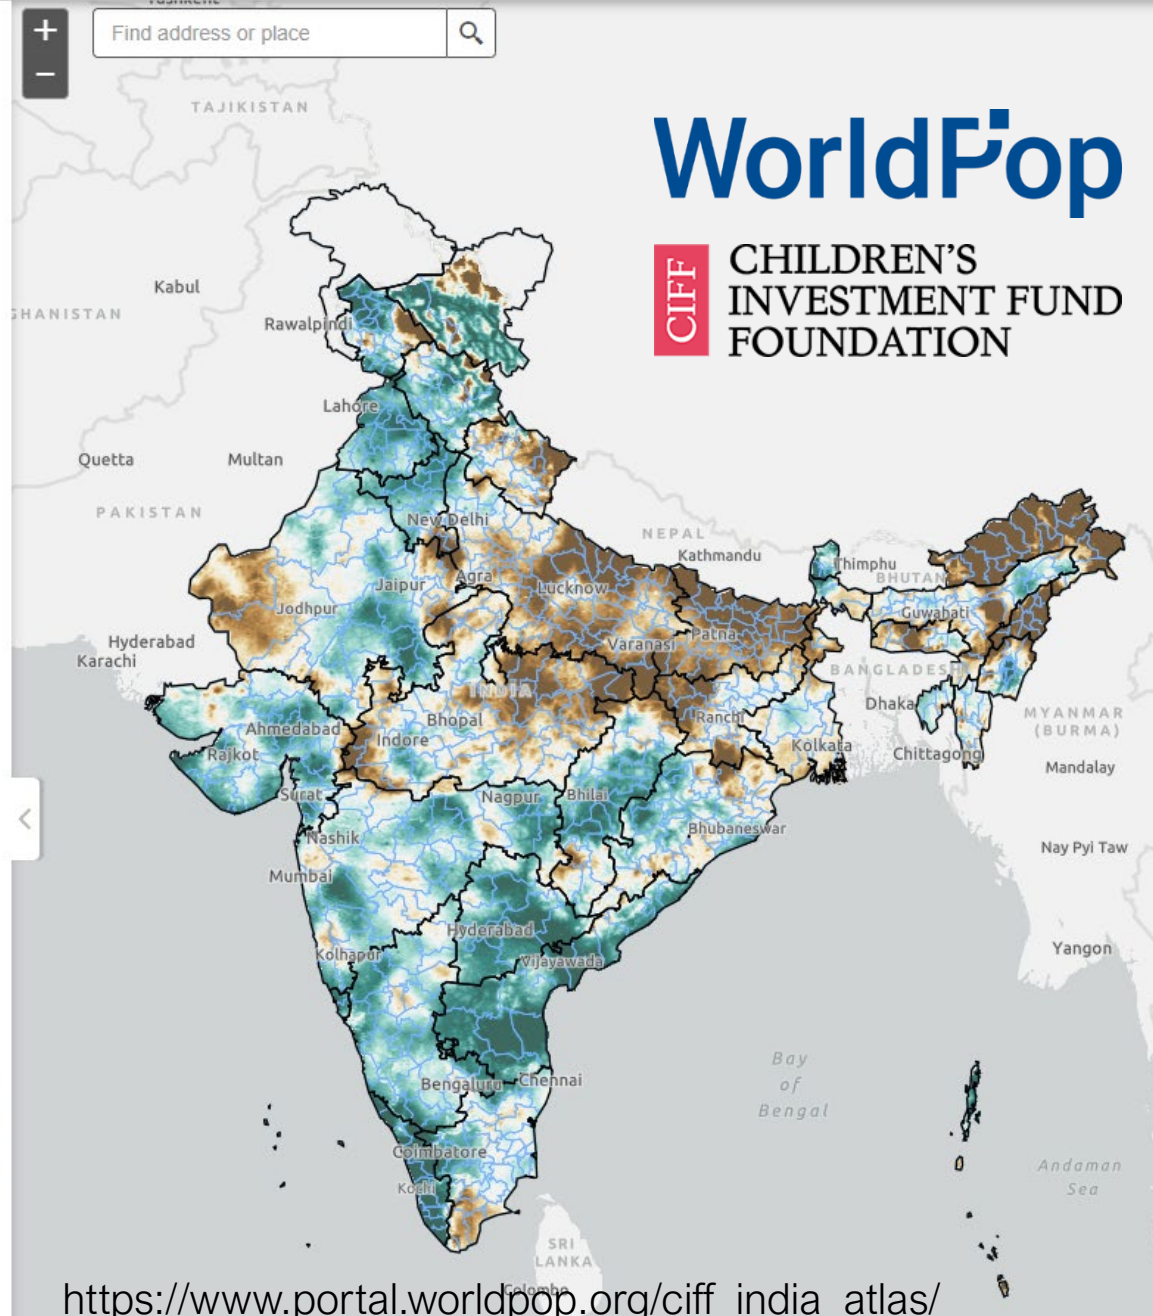 Tashkent
+
−
Find address or place
TAJIKISTAN
WorldPop
CIFF
CHILDREN'S
INVESTMENT FUND
FOUNDATION
Kabul
GHANISTAN
Rawalpindi
Lahore
Quetta
Multan
PAKISTAN
New Delhi
NEPAL
Kathmandu
Thimphu
BHUTAN
Jaipur
Agra
Lucknow
Jodhpur
Guwahati
Hyderabad
Karachi
Varanasi
Patna
BANGLADESH
INDIA
Dhaka
MYANMAR
(BURMA)
Ahmedabad
Bhopal
Ranchi
Rajkot
Indore
Kolkata
Chittagong
Mandalay
Surat
Nagpur
Bhilai
Nashik
Bhubaneswar
Nay Pyi Taw
Mumbai
Hyderabad
Kolhapur
Vijayawada
Yangon
Bay
of
Bengal
Bengaluru
Chennai
Coimbatore
Kochi
Andaman
Sea
SRI
LANKA
Colombo
https://www.portal.worldpop.org/ciff_india_atlas/